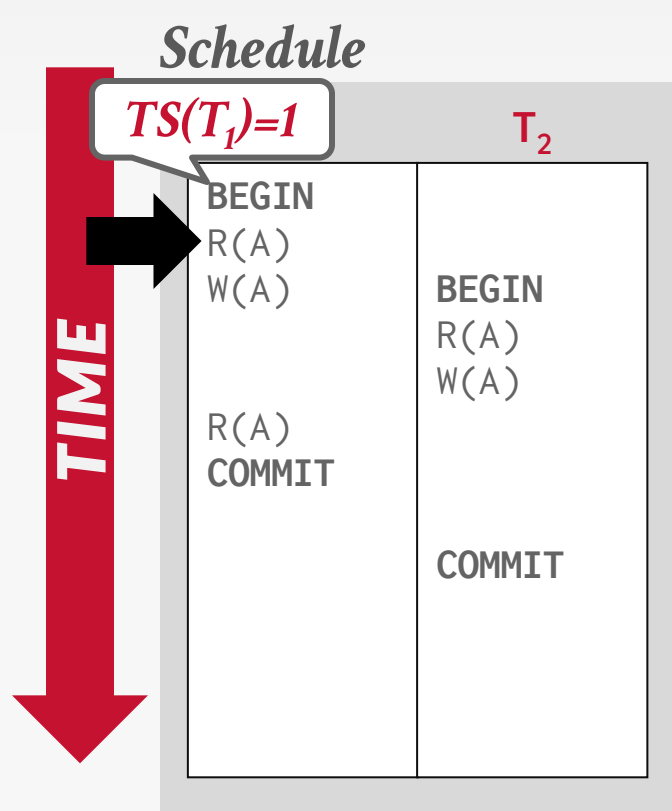 Schedule
TS(T₁)=1
T₂
TIME
BEGIN
R(A)
W(A)
R(A)
COMMIT
BEGIN
R(A)
W(A)
COMMIT